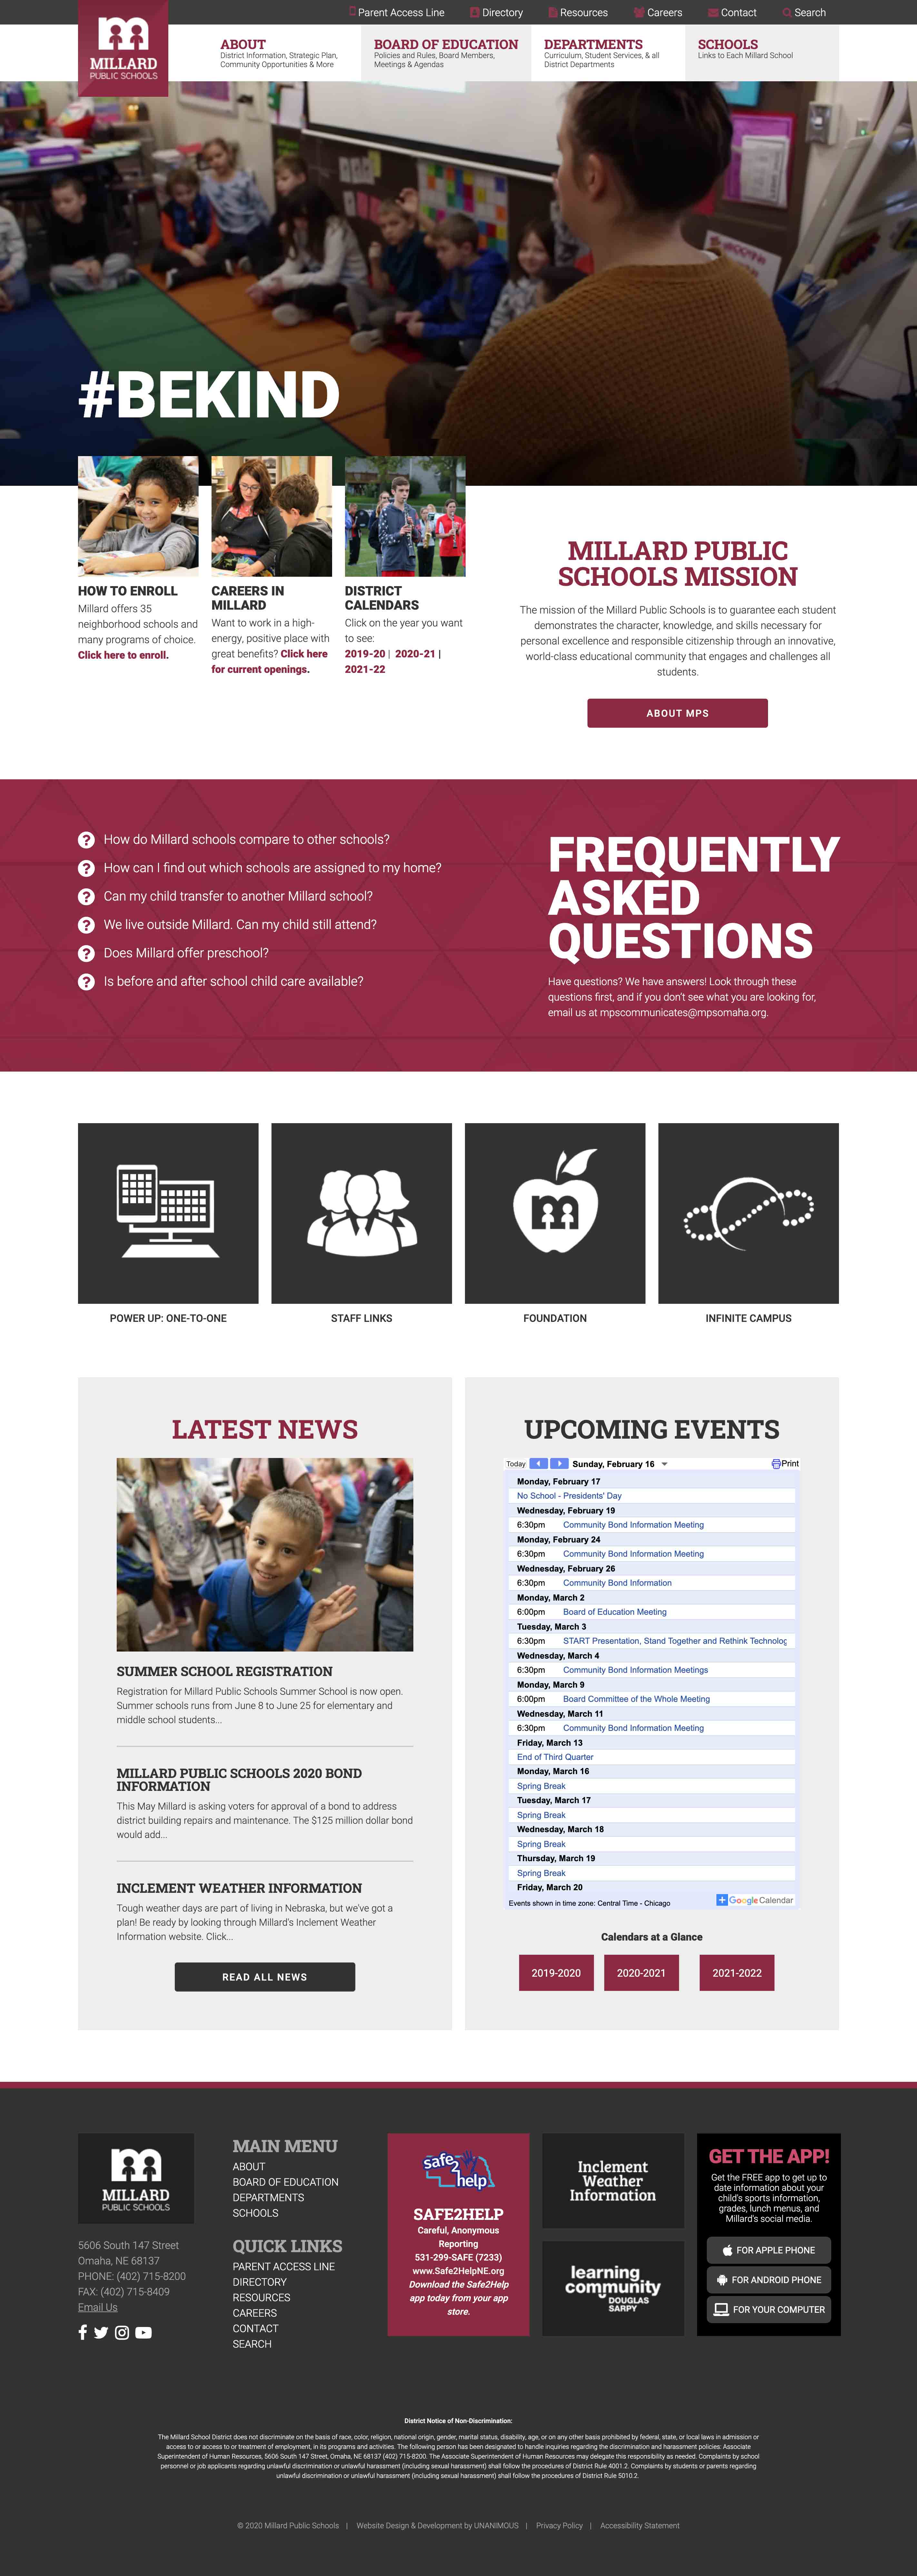 Parent Access Line
Directory
Resources
Careers
Contact
Search
MILLARD
PUBLIC SCHOOLS
ABOUT
District Information, Strategic Plan,
Community Opportunities & More
BOARD OF EDUCATION
Policies and Rules, Board Members,
Meetings & Agendas
DEPARTMENTS
Curriculum, Student Services, & all
District Departments
SCHOOLS
Links to Each Millard School
#BEKIND
HOW TO ENROLL
Millard offers 35
neighborhood schools and
many programs of choice.
Click here to enroll.
CAREERS IN
MILLARD
Want to work in a high-
energy, positive place with
great benefits? Click here
for current openings.
DISTRICT
CALENDARS
Click on the year you want
to see:
2019-20 | 2020-21 |
2021-22
MILLARD PUBLIC
SCHOOLS MISSION
The mission of the Millard Public Schools is to guarantee each student
demonstrates the character, knowledge, and skills necessary for
personal excellence and responsible citizenship through an innovative,
world-class educational community that engages and challenges all
students.
ABOUT MPS
How do Millard schools compare to other schools?
How can I find out which schools are assigned to my home?
Can my child transfer to another Millard school?
We live outside Millard. Can my child still attend?
Does Millard offer preschool?
Is before and after school child care available?
FREQUENTLY
ASKED
QUESTIONS
Have questions? We have answers! Look through these
questions first, and if you don't see what you are looking for,
email us at mpscommunicates@mpsomaha.org.
POWER UP: ONE-TO-ONE
STAFF LINKS
FOUNDATION
INFINITE CAMPUS
LATEST NEWS
SUMMER SCHOOL REGISTRATION
Registration for Millard Public Schools Summer School is now open.
Summer schools runs from June 8 to June 25 for elementary and
middle school students...
MILLARD PUBLIC SCHOOLS 2020 BOND
INFORMATION
This May Millard is asking voters for approval of a bond to address
district building repairs and maintenance. The $125 million dollar bond
would add...
INCLEMENT WEATHER INFORMATION
Tough weather days are part of living in Nebraska, but we've got a
plan! Be ready by looking through Millard's Inclement Weather
Information website. Click...
READ ALL NEWS
UPCOMING EVENTS
Today Sunday, February 16 Print
Monday, February 17
No School - Presidents' Day
Wednesday, February 19
6:30pm Community Bond Information Meeting
Monday, February 24
6:30pm Community Bond Information Meeting
Wednesday, February 26
6:30pm Community Bond Information
Monday, March 2
6:00pm Board of Education Meeting
Tuesday, March 3
6:30pm START Presentation, Stand Together and Rethink Technolog
Wednesday, March 4
6:30pm Community Bond Information Meetings
Monday, March 9
6:00pm Board Committee of the Whole Meeting
Wednesday, March 11
6:30pm Community Bond Information Meeting
Friday, March 13
End of Third Quarter
Monday, March 16
Spring Break
Tuesday, March 17
Spring Break
Wednesday, March 18
Spring Break
Thursday, March 19
Spring Break
Friday, March 20
Events shown in time zone: Central Time - Chicago
Google Calendar
Calendars at a Glance
2019-2020
2020-2021
2021-2022
MILLARD
PUBLIC SCHOOLS
5606 South 147 Street
Omaha, NE 68137
PHONE: (402) 715-8200
FAX: (402) 715-8409
Email Us
MAIN MENU
ABOUT
BOARD OF EDUCATION
DEPARTMENTS
SCHOOLS
QUICK LINKS
PARENT ACCESS LINE
DIRECTORY
RESOURCES
CAREERS
CONTACT
SEARCH
safe
2
help
SAFE2HELP
Careful, Anonymous
Reporting
531-299-SAFE (7233)
www.Safe2HelpNE.org
Download the Safe2Help
app today from your app
store.
Inclement
Weather
Information
learning
community
DOUGLAS
SARPY
GET THE APP!
Get the FREE app to get up to
date information about your
child's sports information,
grades, lunch menus, and
Millard's social media.
FOR APPLE PHONE
FOR ANDROID PHONE
FOR YOUR COMPUTER
District Notice of Non-Discrimination:
The Millard School District does not discriminate on the basis of race, color, religion, national origin, gender, marital status, disability, age, or on any other basis prohibited by federal, state, or local laws in admission or
access to or access to or treatment of employment, in its programs and activities. The following person has been designated to handle inquiries regarding the discrimination and harassment policies: Associate
Superintendent of Human Resources, 5606 South 147 Street, Omaha, NE 68137 (402) 715-8200. The Associate Superintendent of Human Resources may delegate this responsibility as needed. Complaints by school
personnel or job applicants regarding unlawful discrimination or unlawful harassment (including sexual harassment) shall follow the procedures of District Rule 4001.2. Complaints by students or parents regarding
unlawful discrimination or unlawful harassment (including sexual harassment) shall follow the procedures of District Rule 5010.2.
© 2020 Millard Public Schools | Website Design & Development by UNANIMOUS | Privacy Policy | Accessibility Statement